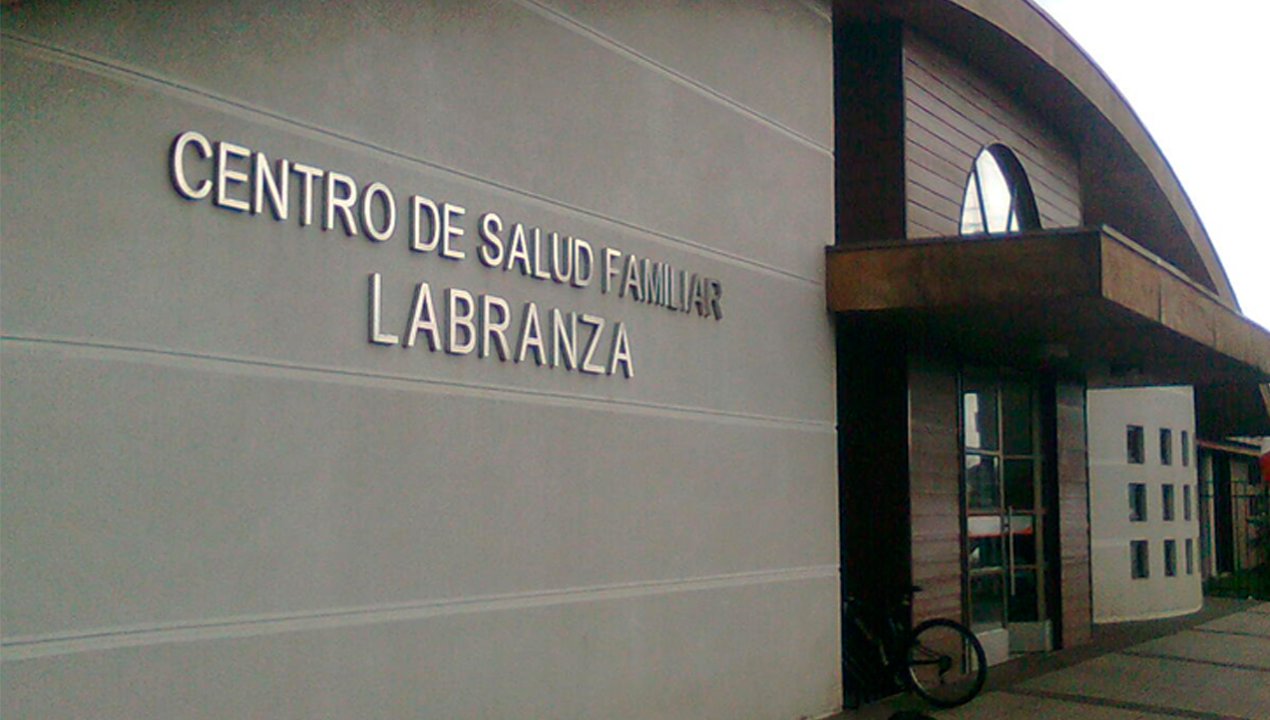 CENTRO DE SALUD FAMILIAR
LABRANZA